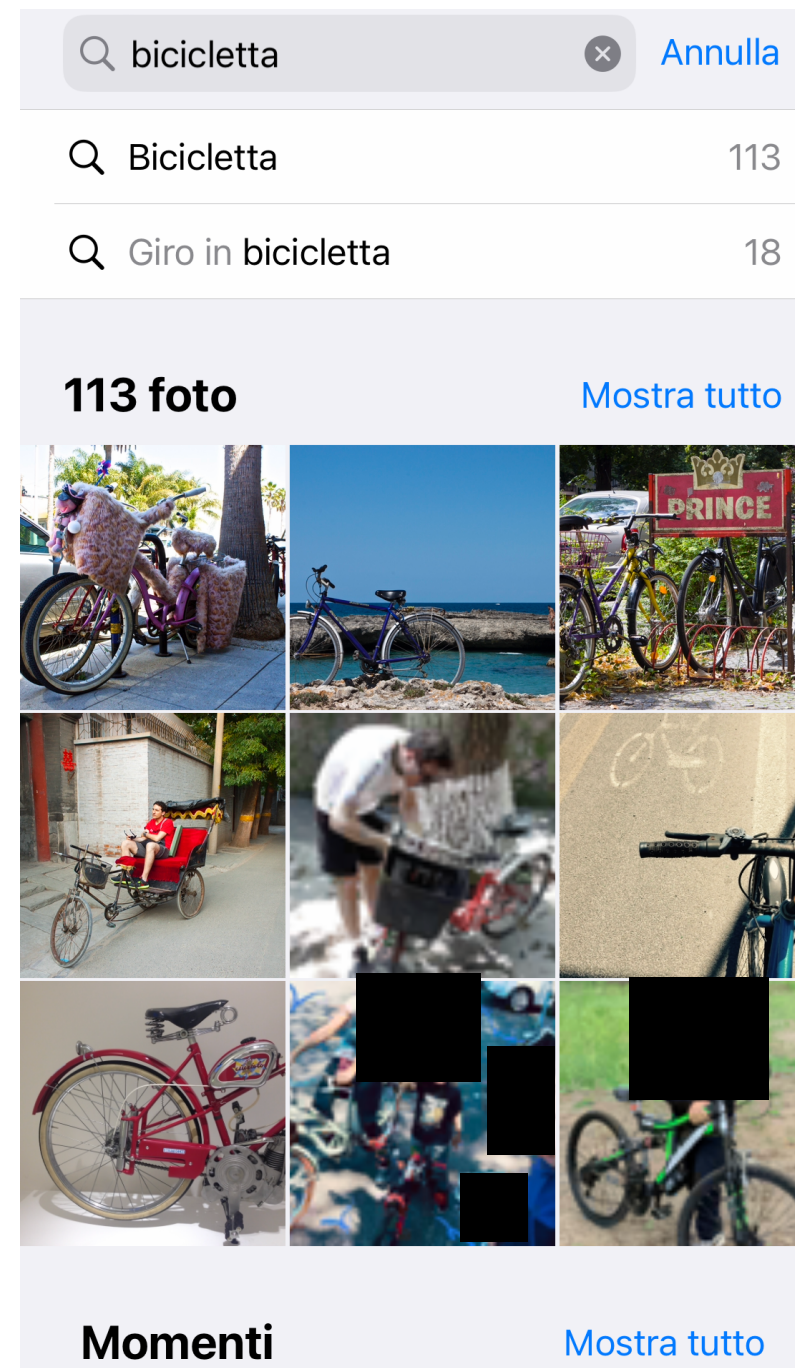 bicicletta
Annulla
Bicicletta 113
Giro in bicicletta 18
113 foto Mostra tutto
PRINCE
Momenti Mostra tutto